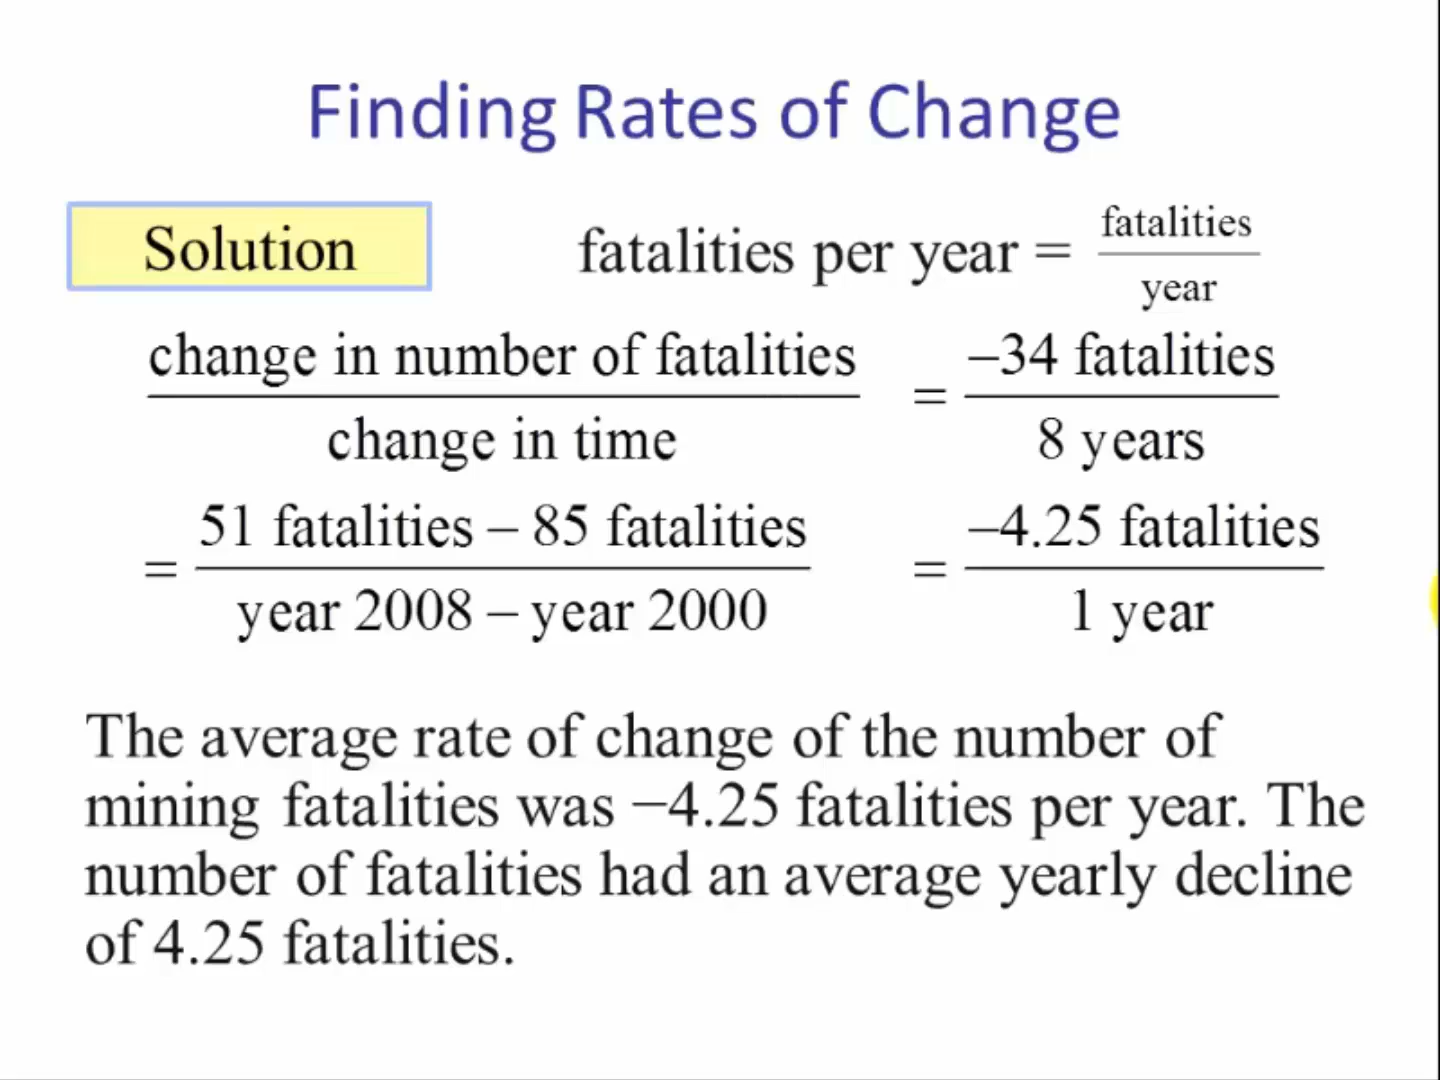 Finding Rates of Change
Solution
fatalities per year = fatalities / year
change in number of fatalities / change in time
= –34 fatalities / 8 years
= 51 fatalities – 85 fatalities / year 2008 – year 2000
= –4.25 fatalities / 1 year
The average rate of change of the number of
mining fatalities was −4.25 fatalities per year. The
number of fatalities had an average yearly decline
of 4.25 fatalities.